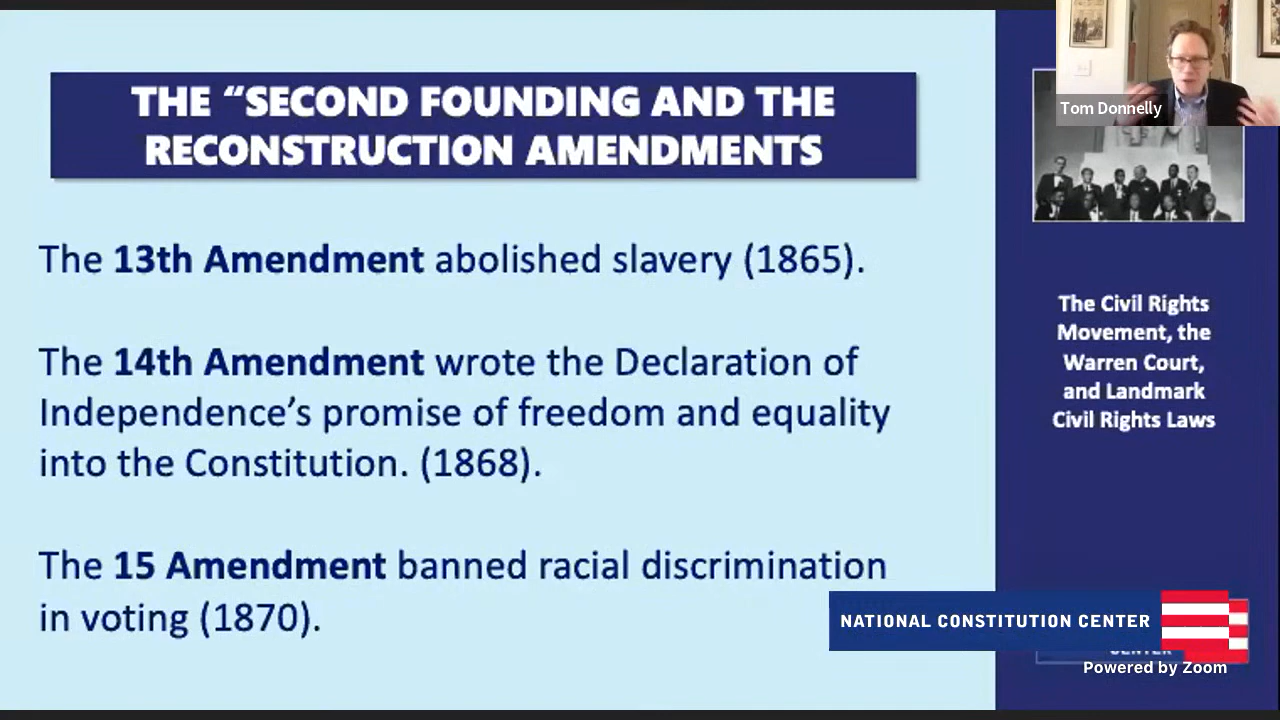 THE “SECOND FOUNDING AND THE
RECONSTRUCTION AMENDMENTS
The 13th Amendment abolished slavery (1865).
The 14th Amendment wrote the Declaration of
Independence’s promise of freedom and equality
into the Constitution. (1868).
The 15 Amendment banned racial discrimination
in voting (1870).
Tom Donnelly
The Civil Rights
Movement, the
Warren Court,
and Landmark
Civil Rights Laws
NATIONAL CONSTITUTION CENTER
CENTER
Powered by Zoom